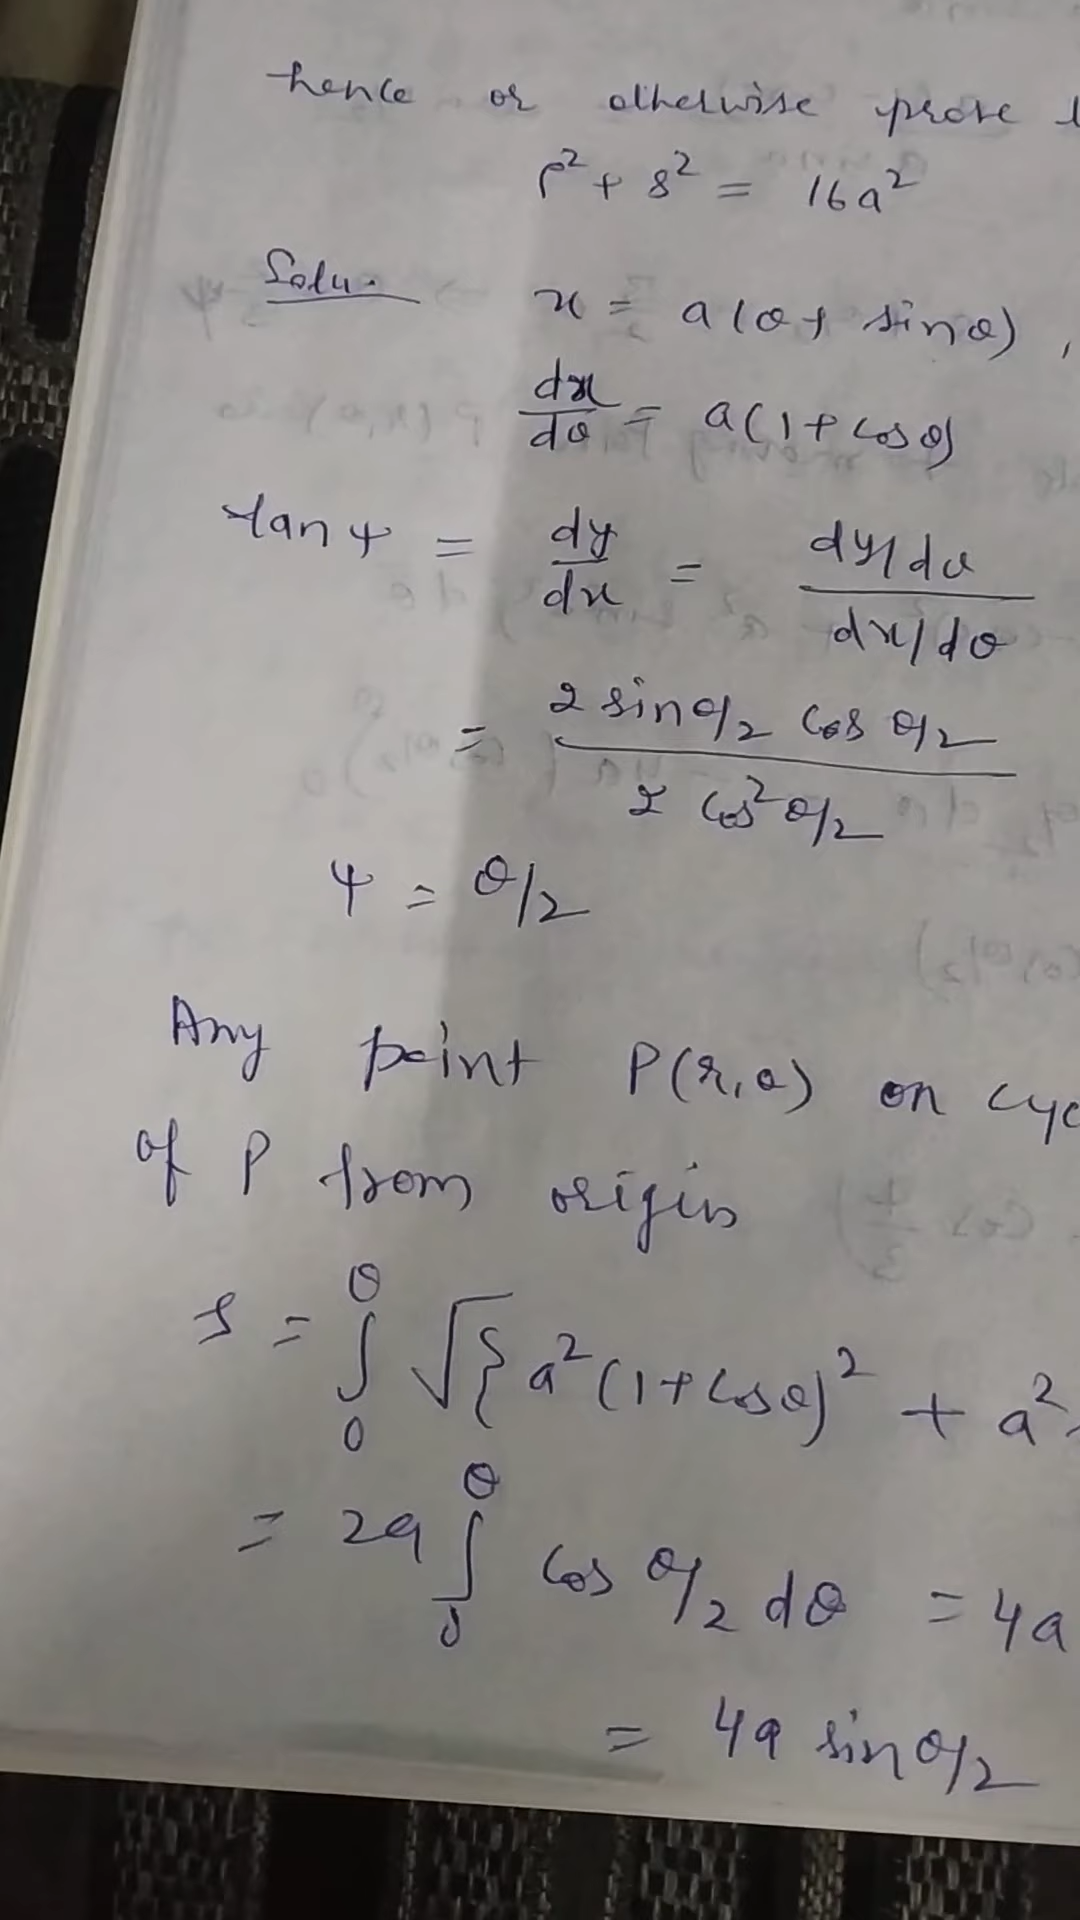 hence or otherwise prove
ρ² + s² = 16a²
Solu.
x = a(θ + sinθ),
dx/dθ = a(1 + cosθ)
tan ψ = dy/dx = (dy/dθ)/(dx/dθ)
= (2 sin θ/2 cos θ/2)/(2 cos² θ/2)
ψ = θ/2
Any point P(r,θ) on cyc
of P from origin
s = ∫₀^θ √{a²(1+cosθ)² + a²
= 2a ∫₀^θ cos θ/2 dθ = 4a
= 4a sin θ/2